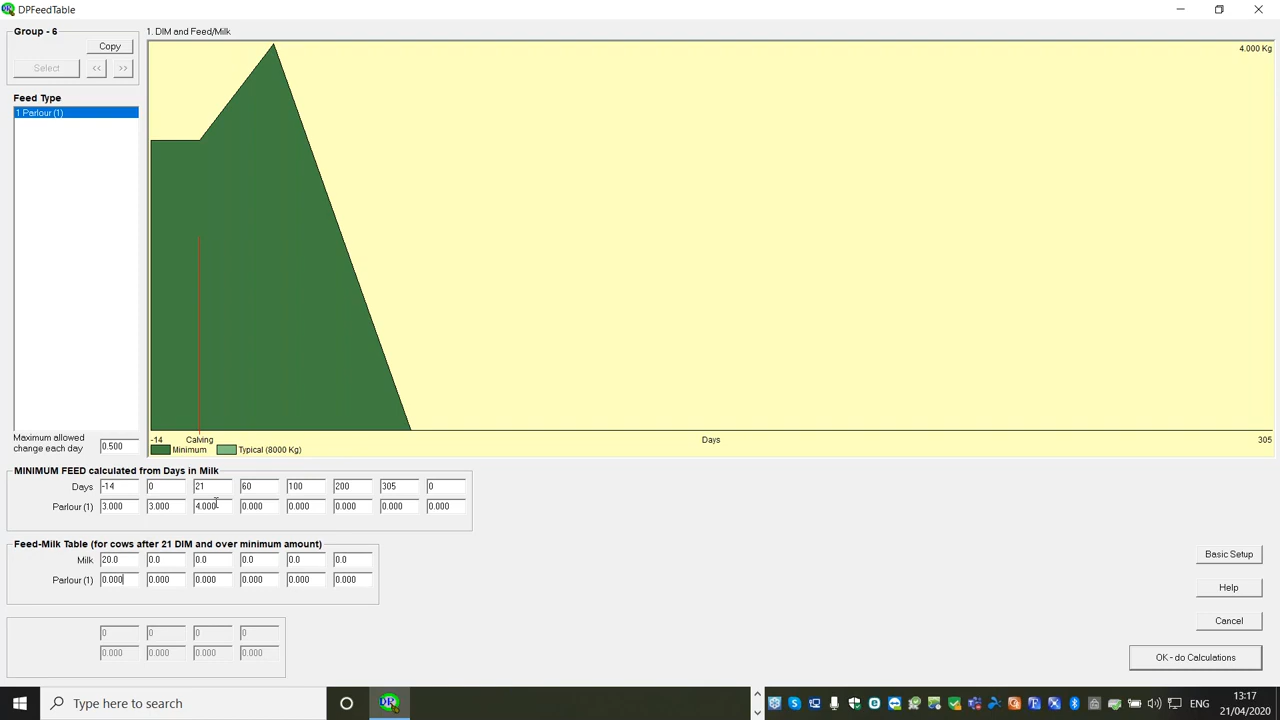 DPFeedTable
Group - 6
Copy
Select << >>
Feed Type
1 Parlour (1)
Maximum allowed
change each day 0.500
1. DIM and Feed/Milk
4.000 Kg
-14 Calving Days 305
Minimum Typical (8000 Kg)
MINIMUM FEED calculated from Days in Milk
Days -14 0 21 60 100 200 305 0
Parlour (1) 3.000 3.000 4.000 0.000 0.000 0.000 0.000 0.000
Feed-Milk Table (for cows after 21 DIM and over minimum amount)
Milk 20.0 0.0 0.0 0.0 0.0 0.0
Parlour (1) 0.000 0.000 0.000 0.000 0.000 0.000
0 0 0 0
0.000 0.000 0.000 0.000
Basic Setup
Help
Cancel
OK - do Calculations
Type here to search
DK
ENG
13:17
21/04/2020